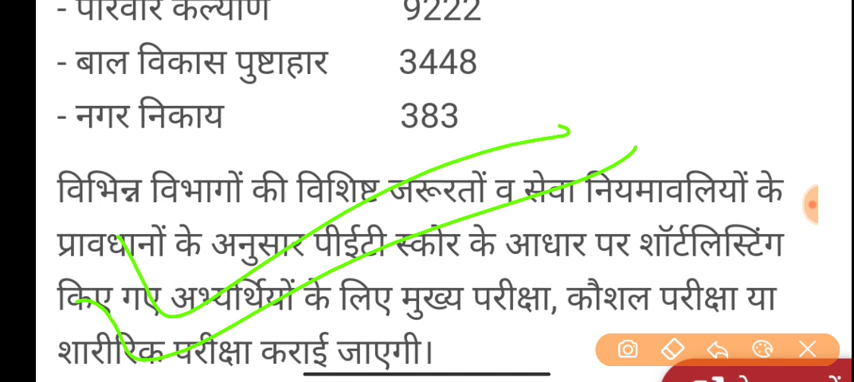 - परिवार कल्याण 9222
- बाल विकास पुष्टाहार 3448
- नगर निकाय 383
विभिन्न विभागों की विशिष्ट जरूरतों व सेवा नियमावलियों के
प्रावधानों के अनुसार पीईटी स्कोर के आधार पर शॉर्टलिस्टिंग
किए गए अभ्यर्थियों के लिए मुख्य परीक्षा, कौशल परीक्षा या
शारीरिक परीक्षा कराई जाएगी।